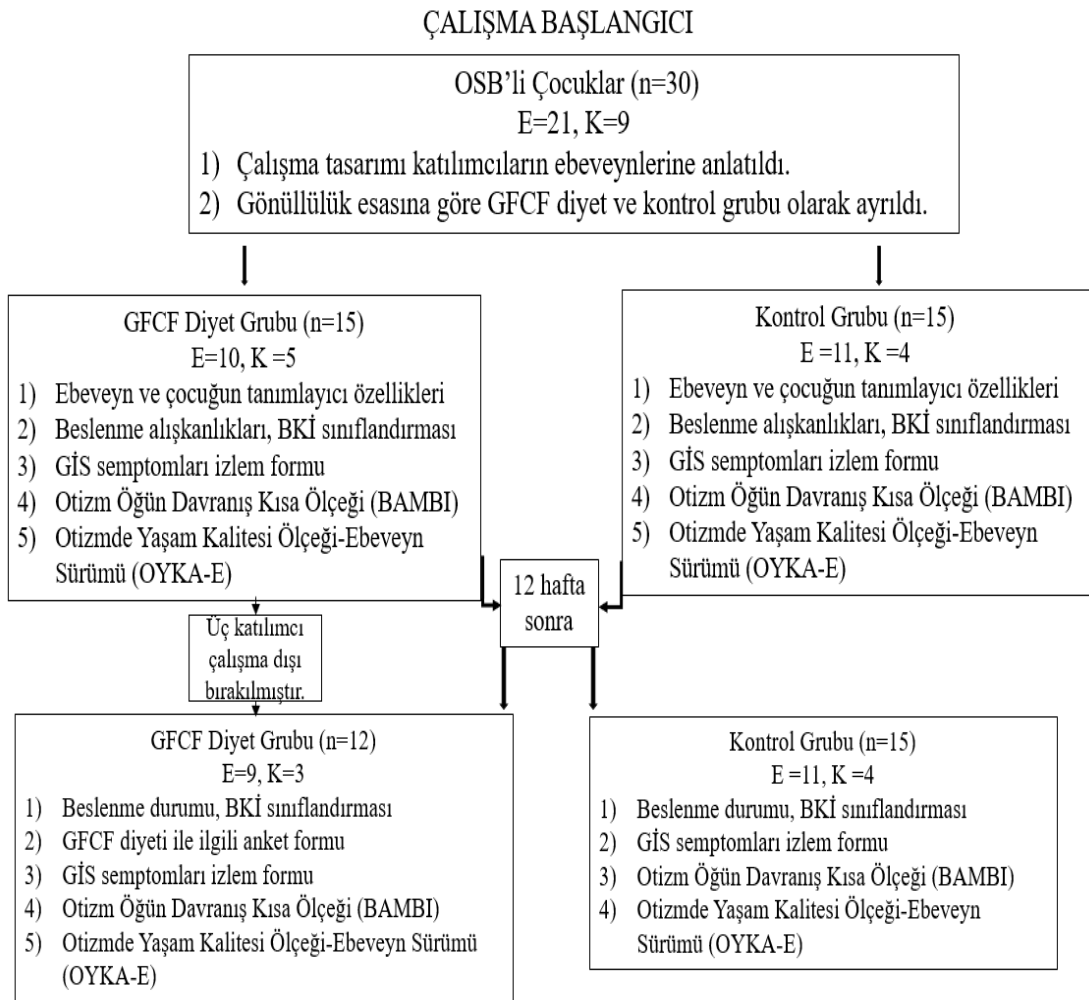 ÇALIŞMA BAŞLANGICI
OSB’li Çocuklar (n=30)
E=21, K=9
1) Çalışma tasarımı katılımcıların ebeveynlerine anlatıldı.
2) Gönüllülük esasına göre GFCF diyet ve kontrol grubu olarak ayrıldı.
GFCF Diyet Grubu (n=15)
E=10, K =5
1) Ebeveyn ve çocuğun tanımlayıcı özellikleri
2) Beslenme alışkanlıkları, BKİ sınıflandırması
3) GİS semptomları izlem formu
4) Otizm Öğün Davranış Kısa Ölçeği (BAMBI)
5) Otizmde Yaşam Kalitesi Ölçeği-Ebeveyn
Sürümü (OYKA-E)
Kontrol Grubu (n=15)
E =11, K =4
1) Ebeveyn ve çocuğun tanımlayıcı özellikleri
2) Beslenme alışkanlıkları, BKİ sınıflandırması
3) GİS semptomları izlem formu
4) Otizm Öğün Davranış Kısa Ölçeği (BAMBI)
5) Otizmde Yaşam Kalitesi Ölçeği-Ebeveyn
Sürümü (OYKA-E)
12 hafta
sonra
Üç katılımcı
çalışma dışı
bırakılmıştır.
GFCF Diyet Grubu (n=12)
E=9, K=3
1) Beslenme durumu, BKİ sınıflandırması
2) GFCF diyeti ile ilgili anket formu
3) GİS semptomları izlem formu
4) Otizm Öğün Davranış Kısa Ölçeği (BAMBI)
5) Otizmde Yaşam Kalitesi Ölçeği-Ebeveyn Sürümü
(OYKA-E)
Kontrol Grubu (n=15)
E =11, K =4
1) Beslenme durumu, BKİ sınıflandırması
2) GİS semptomları izlem formu
3) Otizm Öğün Davranış Kısa Ölçeği (BAMBI)
4) Otizmde Yaşam Kalitesi Ölçeği-Ebeveyn
Sürümü (OYKA-E)